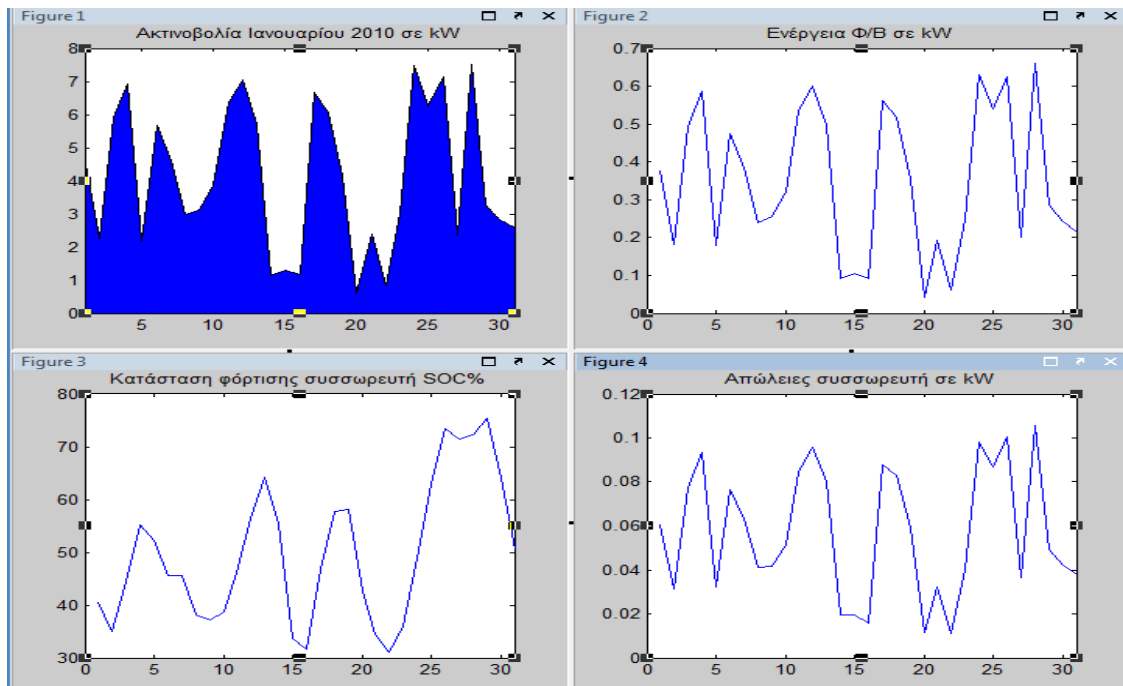 Figure 1
Ακτινοβολία Ιανουαρίου 2010 σε kW
8
7
6
5
4
3
2
1
0
5 10 15 20 25 30
Figure 2
Ενέργεια Φ/Β σε kW
0.7
0.6
0.5
0.4
0.3
0.2
0.1
0
0 5 10 15 20 25 30
Figure 3
Κατάσταση φόρτισης συσσωρευτή SOC%
80
70
60
50
40
30
0 5 10 15 20 25 30
Figure 4
Απώλειες συσσωρευτή σε kW
0.12
0.1
0.08
0.06
0.04
0.02
0
0 5 10 15 20 25 30